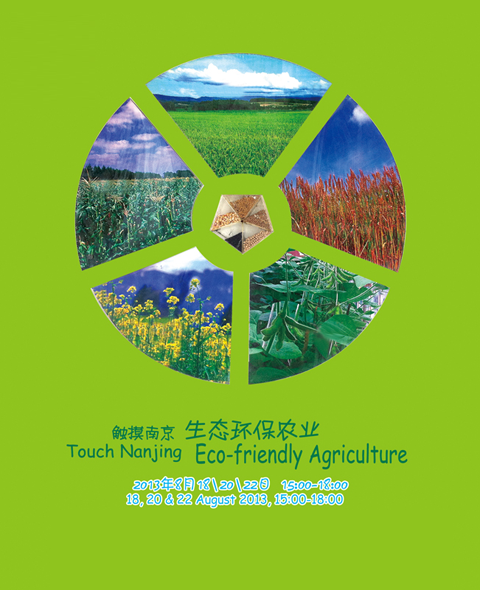 触摸南京 生态环保农业
Touch Nanjing Eco-friendly Agriculture
2013年8月18\20\22日 15:00-18:00
18, 20 & 22 August 2013, 15:00-18:00